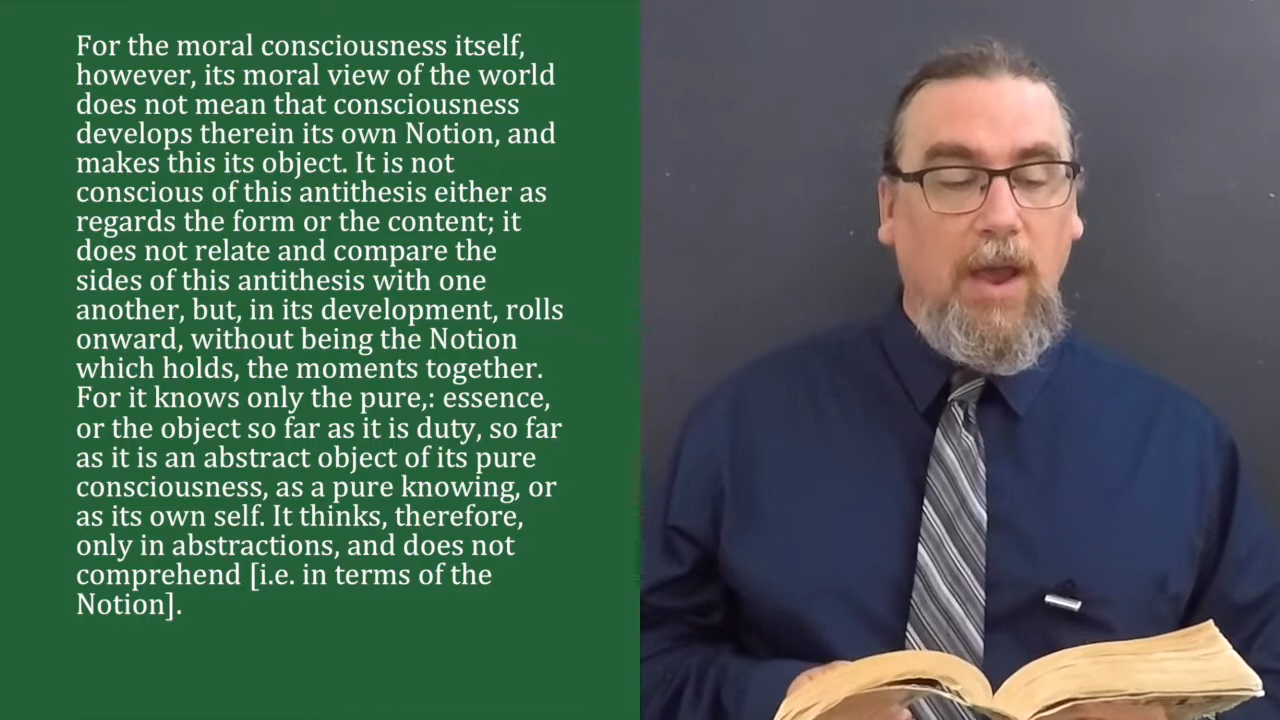 For the moral consciousness itself,
however, its moral view of the world
does not mean that consciousness
develops therein its own Notion, and
makes this its object. It is not
conscious of this antithesis either as
regards the form or the content; it
does not relate and compare the
sides of this antithesis with one
another, but, in its development, rolls
onward, without being the Notion
which holds, the moments together.
For it knows only the pure,: essence,
or the object so far as it is duty, so far
as it is an abstract object of its pure
consciousness, as a pure knowing, or
as its own self. It thinks, therefore,
only in abstractions, and does not
comprehend [i.e. in terms of the
Notion].